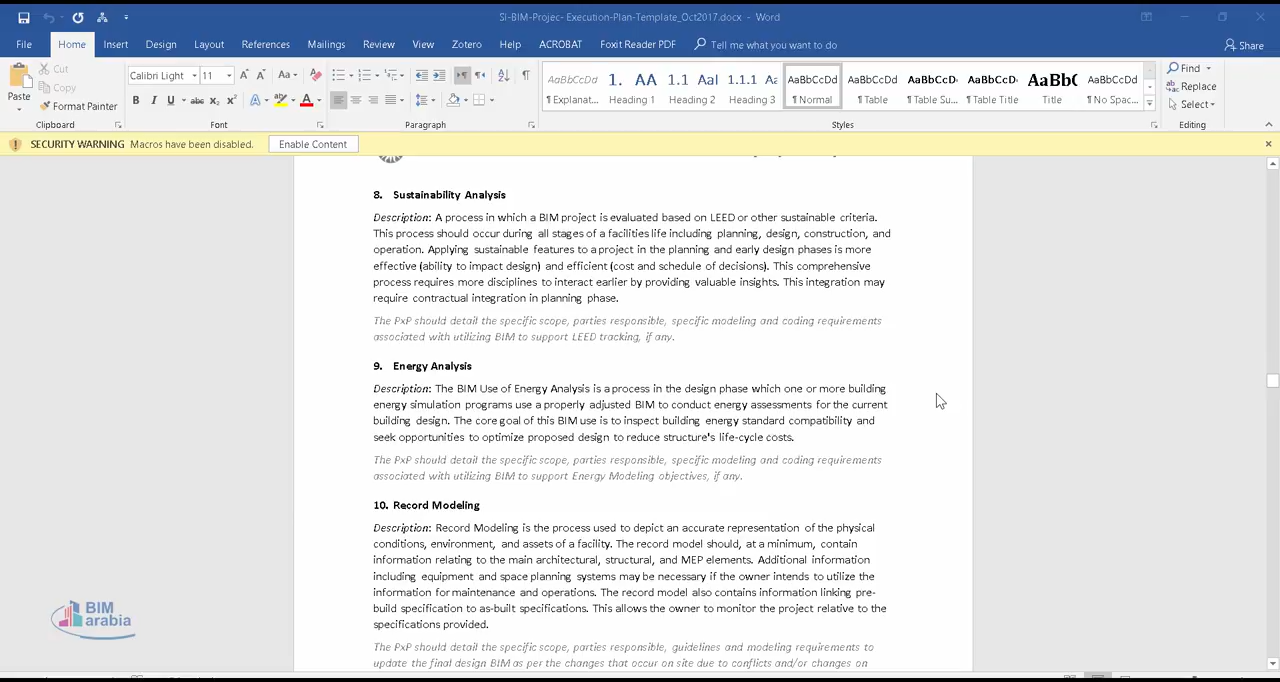 SI-BIM-Projec- Execution-Plan-Template_Oct2017.docx - Word
File Home Insert Design Layout References Mailings Review View Zotero Help ACROBAT Foxit Reader PDF Tell me what you want to do Share
Paste Cut Copy Format Painter
Clipboard
Calibri Light 11
Font
Paragraph
AaBbCcDd 1. AA 1.1 AaI 1.1.1 Aa AaBbCcDd AaBbCcDd AaBbCcD AaBbCcD AaBb( AaBbCcDd
¶ Explanat... Heading 1 Heading 2 Heading 3 ¶ Normal ¶ Table ¶ Table Su... ¶ Table Title Title ¶ No Spac...
Styles
Find
Replace
Select
Editing
SECURITY WARNING Macros have been disabled. Enable Content
8. Sustainability Analysis
Description: A process in which a BIM project is evaluated based on LEED or other sustainable criteria.
This process should occur during all stages of a facilities life including planning, design, construction, and
operation. Applying sustainable features to a project in the planning and early design phases is more
effective (ability to impact design) and efficient (cost and schedule of decisions). This comprehensive
process requires more disciplines to interact earlier by providing valuable insights. This integration may
require contractual integration in planning phase.
The PxP should detail the specific scope, parties responsible, specific modeling and coding requirements
associated with utilizing BIM to support LEED tracking, if any.
9. Energy Analysis
Description: The BIM Use of Energy Analysis is a process in the design phase which one or more building
energy simulation programs use a properly adjusted BIM to conduct energy assessments for the current
building design. The core goal of this BIM use is to inspect building energy standard compatibility and
seek opportunities to optimize proposed design to reduce structure's life-cycle costs.
The PxP should detail the specific scope, parties responsible, specific modeling and coding requirements
associated with utilizing BIM to support Energy Modeling objectives, if any.
10. Record Modeling
Description: Record Modeling is the process used to depict an accurate representation of the physical
conditions, environment, and assets of a facility. The record model should, at a minimum, contain
information relating to the main architectural, structural, and MEP elements. Additional information
including equipment and space planning systems may be necessary if the owner intends to utilize the
information for maintenance and operations. The record model also contains information linking pre-
build specification to as-built specifications. This allows the owner to monitor the project relative to the
specifications provided.
The PxP should detail the specific scope, parties responsible, guidelines and modeling requirements to
update the final design BIM as per the changes that occur on site due to conflicts and/or changes on
BIM
arabia